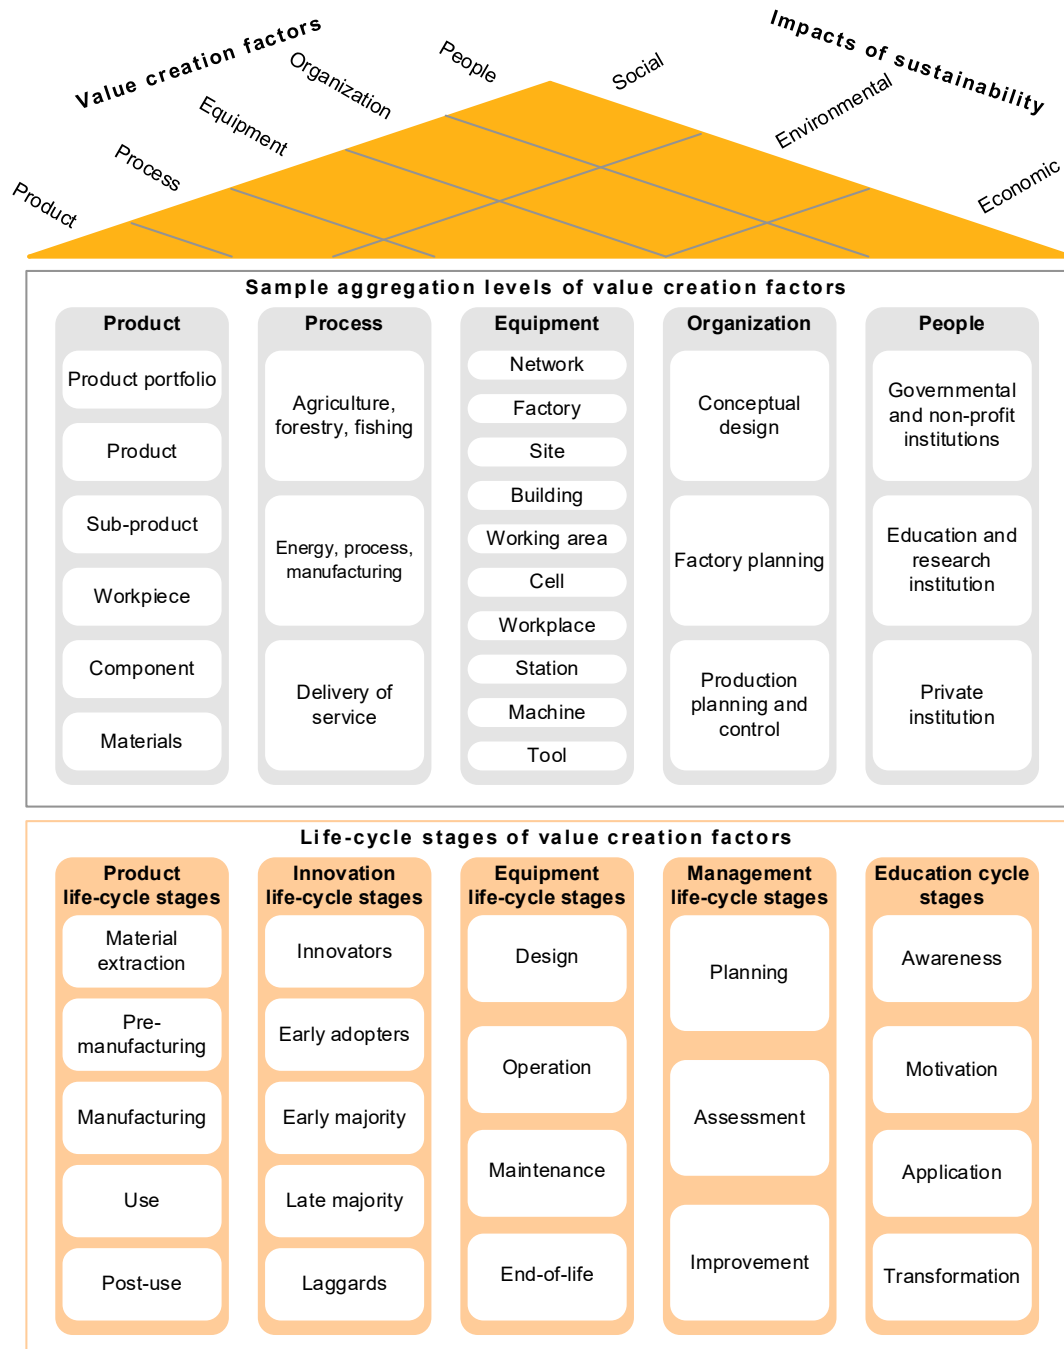 Value creation factors
Impacts of sustainability
Product
Process
Equipment
Organization
People
Social
Environmental
Economic
Sample aggregation levels of value creation factors
Product
Product portfolio
Product
Sub-product
Workpiece
Component
Materials
Process
Agriculture,
forestry, fishing
Energy, process,
manufacturing
Delivery of
service
Equipment
Network
Factory
Site
Building
Working area
Cell
Workplace
Station
Machine
Tool
Organization
Conceptual
design
Factory planning
Production
planning and
control
People
Governmental
and non-profit
institutions
Education and
research
institution
Private
institution
Life-cycle stages of value creation factors
Product
life-cycle stages
Material
extraction
Pre-
manufacturing
Manufacturing
Use
Post-use
Innovation
life-cycle stages
Innovators
Early adopters
Early majority
Late majority
Laggards
Equipment
life-cycle stages
Design
Operation
Maintenance
End-of-life
Management
life-cycle stages
Planning
Assessment
Improvement
Education cycle
stages
Awareness
Motivation
Application
Transformation